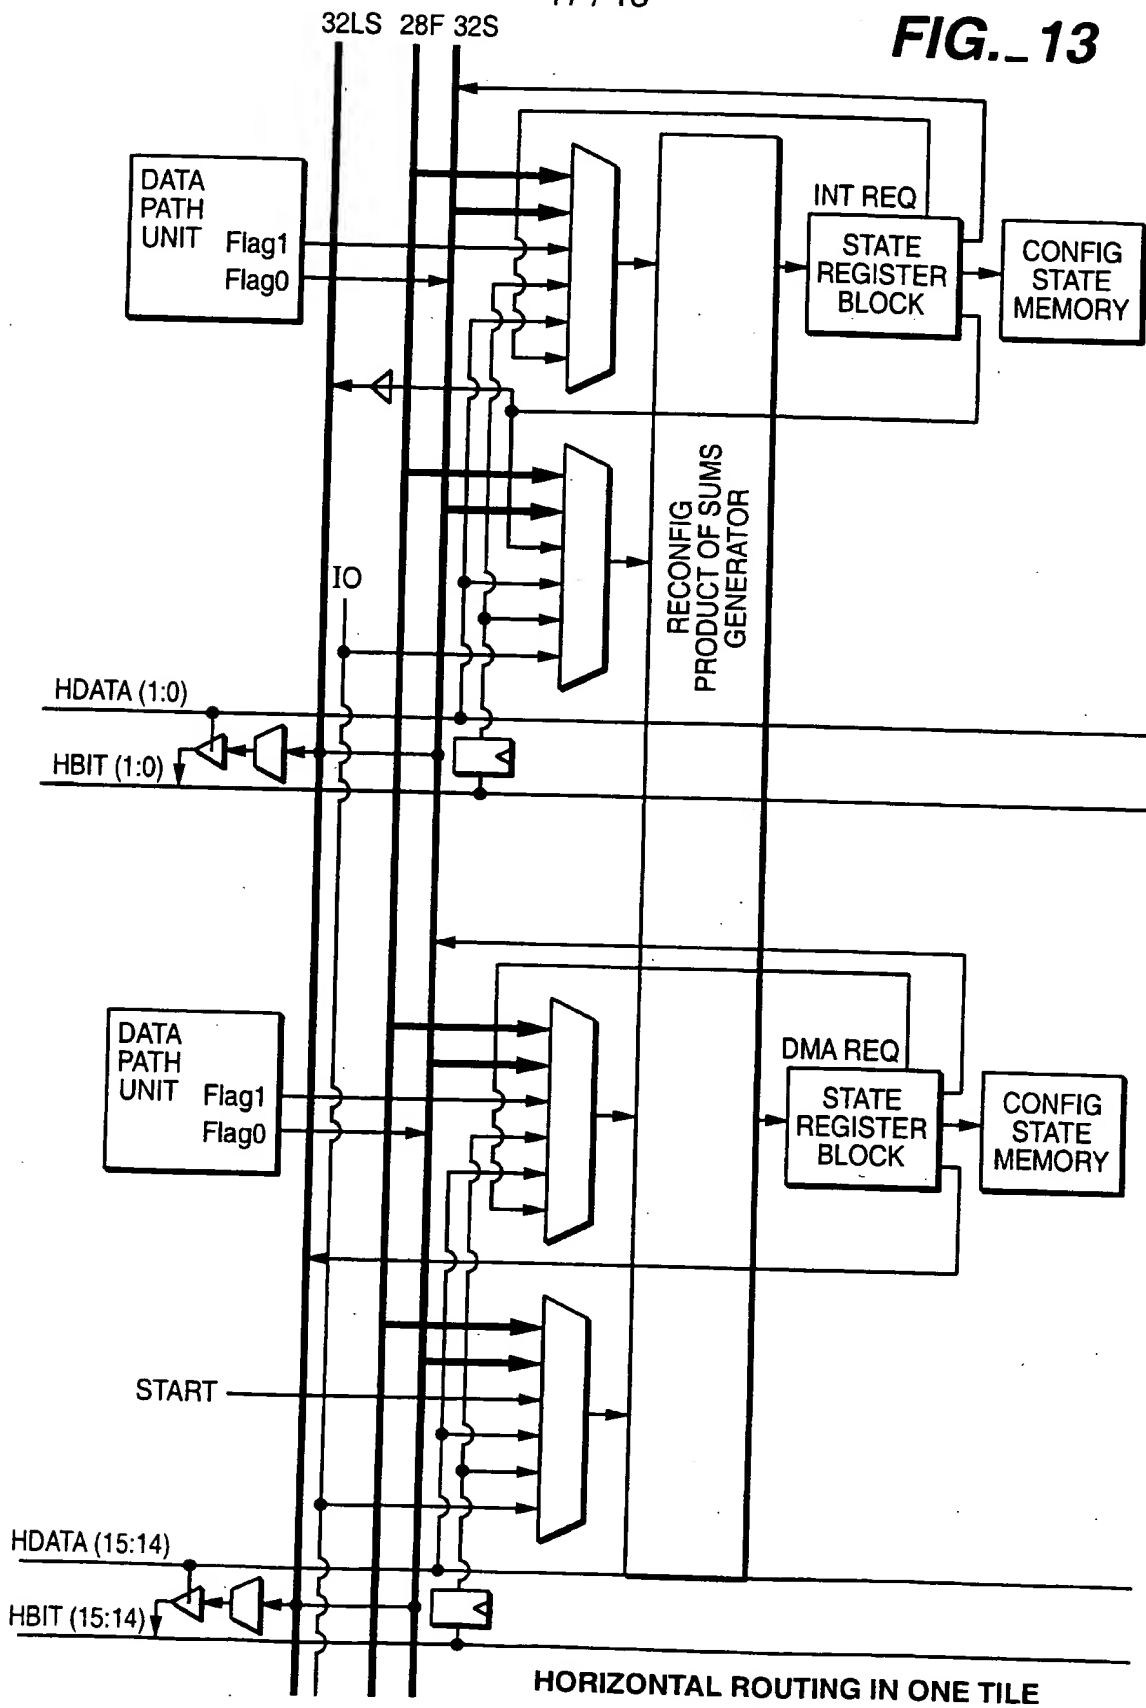 32LS 28F 32S
FIG._13
DATA
PATH
UNIT
Flag1
Flag0
INT REQ
STATE
REGISTER
BLOCK
CONFIG
STATE
MEMORY
RECONFIG
PRODUCT OF SUMS
GENERATOR
IO
HDATA (1:0)
HBIT (1:0)
DATA
PATH
UNIT
Flag1
Flag0
DMA REQ
STATE
REGISTER
BLOCK
CONFIG
STATE
MEMORY
START
HDATA (15:14)
HBIT (15:14)
HORIZONTAL ROUTING IN ONE TILE